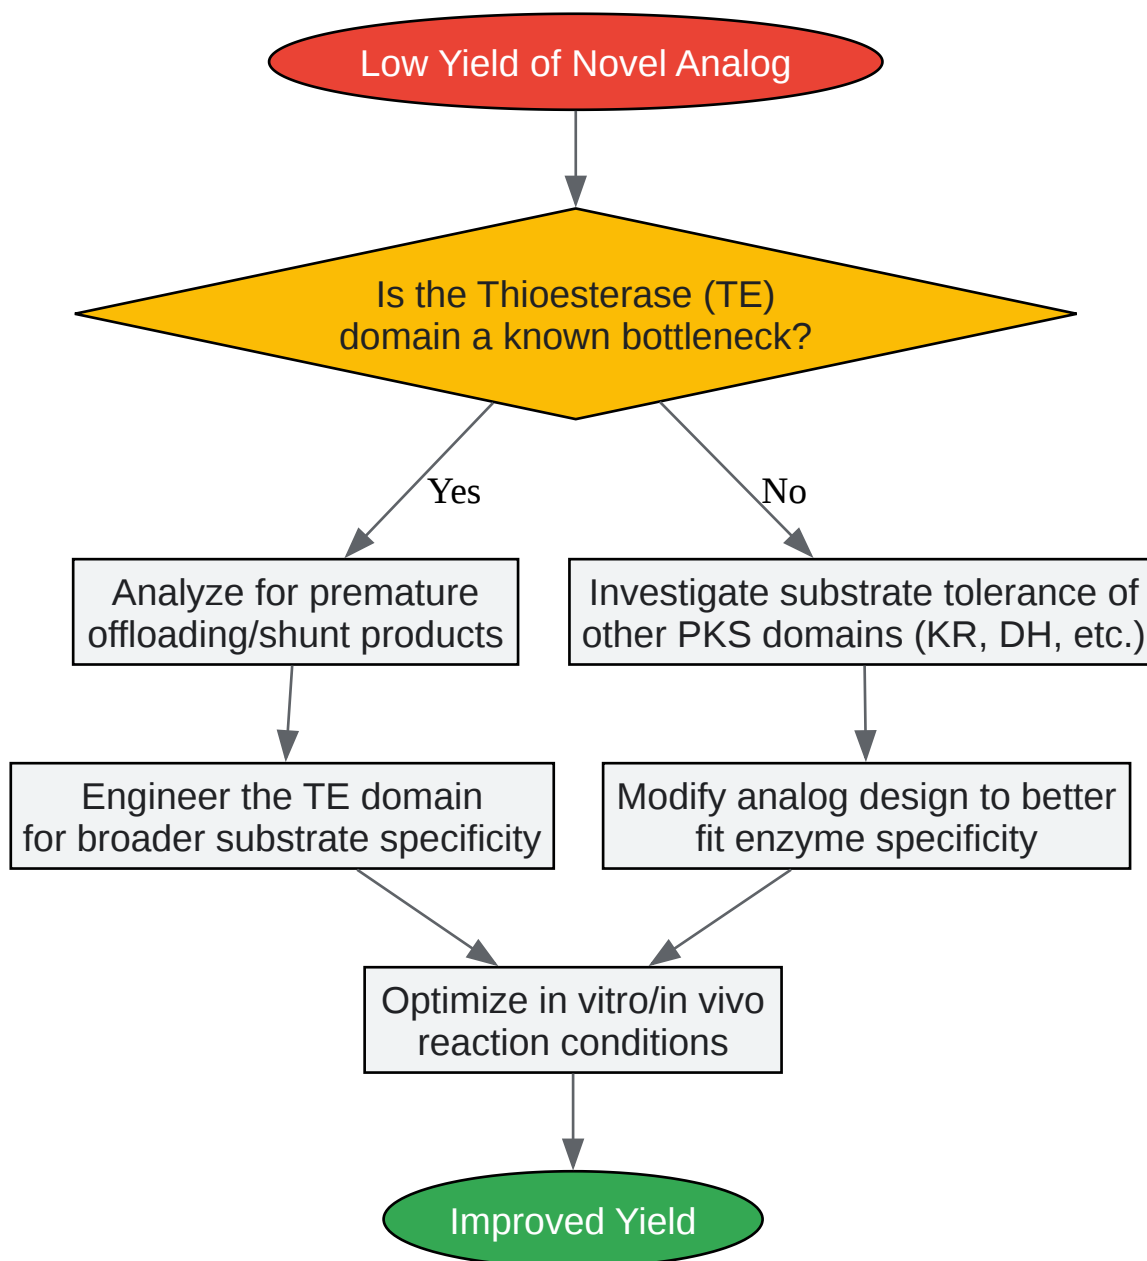 Low Yield of Novel Analog
Is the Thioesterase (TE)
domain a known bottleneck?
Yes
No
Analyze for premature
offloading/shunt products
Investigate substrate tolerance of
other PKS domains (KR, DH, etc.)
Engineer the TE domain
for broader substrate specificity
Modify analog design to better
fit enzyme specificity
Optimize in vitro/in vivo
reaction conditions
Improved Yield